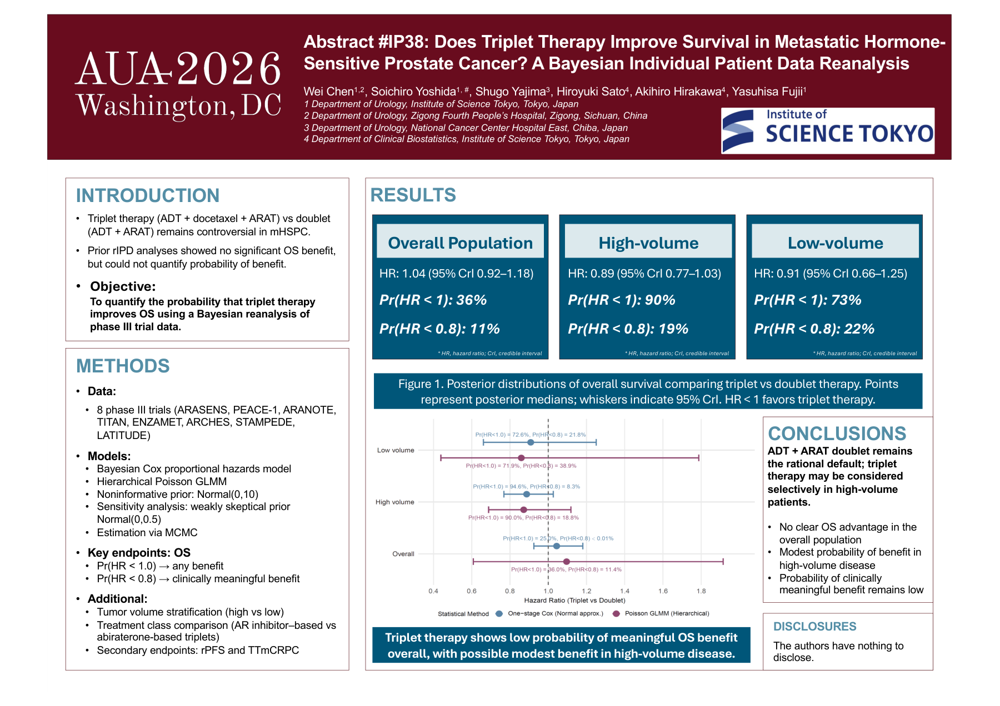 AUA 2026
Washington, DC
Abstract #IP38: Does Triplet Therapy Improve Survival in Metastatic Hormone-
Sensitive Prostate Cancer? A Bayesian Individual Patient Data Reanalysis
Wei Chen1,2, Soichiro Yoshida1, #, Shugo Yajima3, Hiroyuki Sato4, Akihiro Hirakawa4, Yasuhisa Fujii1
1 Department of Urology, Institute of Science Tokyo, Tokyo, Japan
2 Department of Urology, Zigong Fourth People's Hospital, Zigong, Sichuan, China
3 Department of Urology, National Cancer Center Hospital East, Chiba, Japan
4 Department of Clinical Biostatistics, Institute of Science Tokyo, Tokyo, Japan
Institute of
SCIENCE TOKYO
INTRODUCTION
• Triplet therapy (ADT + docetaxel + ARAT) vs doublet
(ADT + ARAT) remains controversial in mHSPC.
• Prior rIPD analyses showed no significant OS benefit,
but could not quantify probability of benefit.
• Objective:
To quantify the probability that triplet therapy
improves OS using a Bayesian reanalysis of
phase III trial data.
METHODS
• Data:
• 8 phase III trials (ARASENS, PEACE-1, ARANOTE,
TITAN, ENZAMET, ARCHES, STAMPEDE,
LATITUDE)
• Models:
• Bayesian Cox proportional hazards model
• Hierarchical Poisson GLMM
• Noninformative prior: Normal(0,10)
• Sensitivity analysis: weakly skeptical prior
Normal(0,0.5)
• Estimation via MCMC
• Key endpoints: OS
• Pr(HR < 1.0) → any benefit
• Pr(HR < 0.8) → clinically meaningful benefit
• Additional:
• Tumor volume stratification (high vs low)
• Treatment class comparison (AR inhibitor–based vs
abiraterone-based triplets)
• Secondary endpoints: rPFS and TTmCRPC
RESULTS
Overall Population
HR: 1.04 (95% CrI 0.92–1.18)
Pr(HR < 1): 36%
Pr(HR < 0.8): 11%
* HR, hazard ratio; CrI, credible interval
High-volume
HR: 0.89 (95% CrI 0.77–1.03)
Pr(HR < 1): 90%
Pr(HR < 0.8): 19%
* HR, hazard ratio; CrI, credible interval
Low-volume
HR: 0.91 (95% CrI 0.66–1.25)
Pr(HR < 1): 73%
Pr(HR < 0.8): 22%
* HR, hazard ratio; CrI, credible interval
Figure 1. Posterior distributions of overall survival comparing triplet vs doublet therapy. Points
represent posterior medians; whiskers indicate 95% CrI. HR < 1 favors triplet therapy.
Pr(HR<1.0) = 72.6%, Pr(HR<0.8) = 21.8%
Low volume
Pr(HR<1.0) = 71.9%, Pr(HR<0.8) = 38.9%
Pr(HR<1.0) = 94.6%, Pr(HR<0.8) = 8.3%
High volume
Pr(HR<1.0) = 90.0%, Pr(HR<0.8) = 18.8%
Pr(HR<1.0) = 25.0%, Pr(HR<0.8) < 0.01%
Overall
Pr(HR<1.0) = 36.0%, Pr(HR<0.8) = 11.4%
0.4 0.6 0.8 1.0 1.2 1.4 1.6 1.8
Hazard Ratio (Triplet vs Doublet)
Statistical Method One−stage Cox (Normal approx.) Poisson GLMM (Hierarchical)
Triplet therapy shows low probability of meaningful OS benefit
overall, with possible modest benefit in high-volume disease.
CONCLUSIONS
ADT + ARAT doublet remains
the rational default; triplet
therapy may be considered
selectively in high-volume
patients.
• No clear OS advantage in the
overall population
• Modest probability of benefit in
high-volume disease
• Probability of clinically
meaningful benefit remains low
DISCLOSURES
The authors have nothing to
disclose.